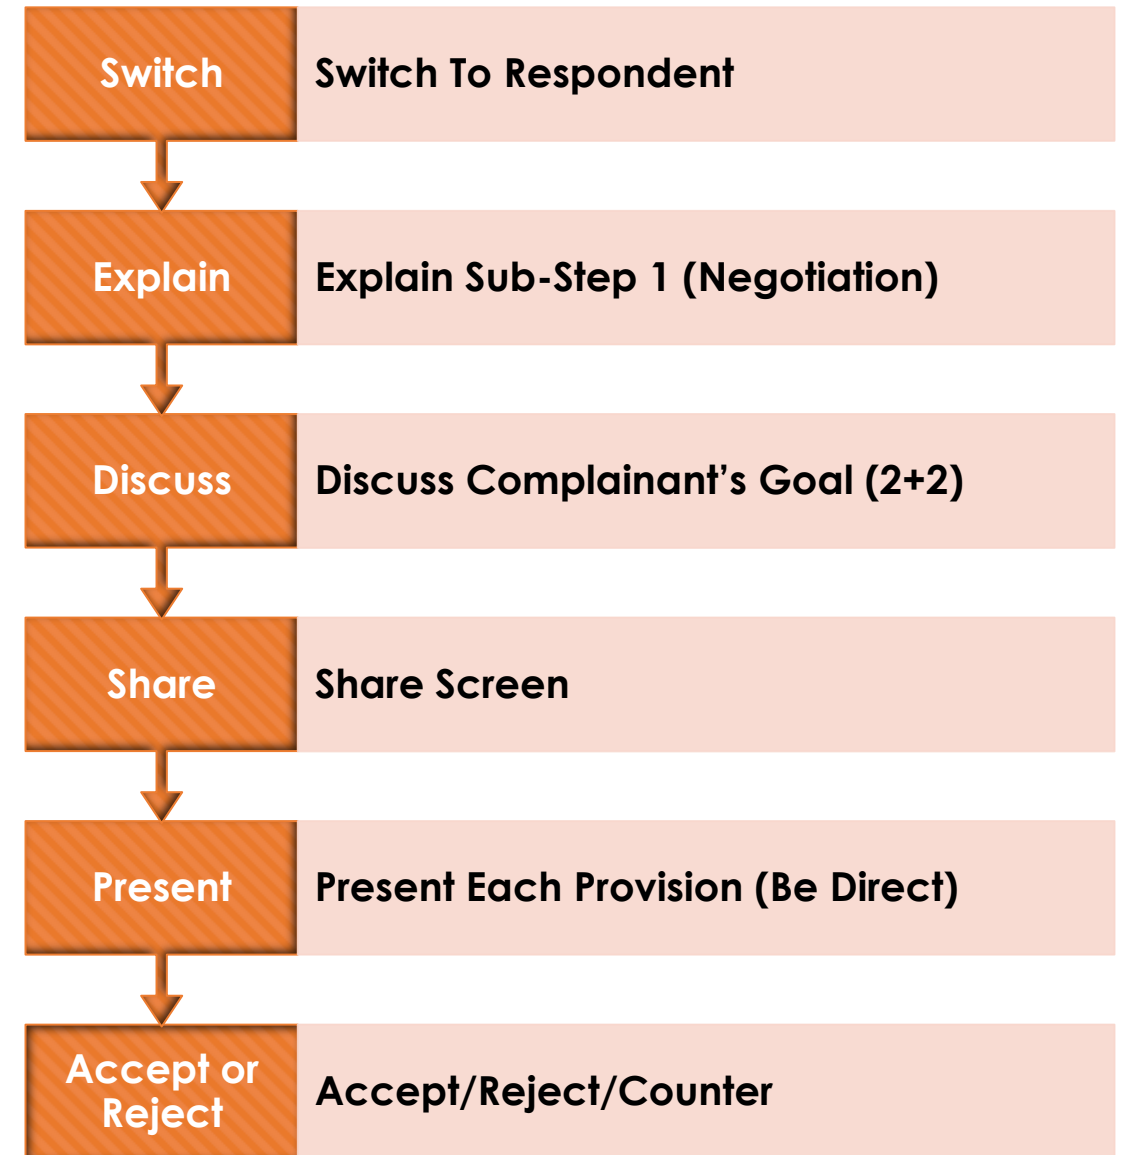 Switch
Switch To Respondent
Explain
Explain Sub-Step 1 (Negotiation)
Discuss
Discuss Complainant’s Goal (2+2)
Share
Share Screen
Present
Present Each Provision (Be Direct)
Accept or
Reject
Accept/Reject/Counter